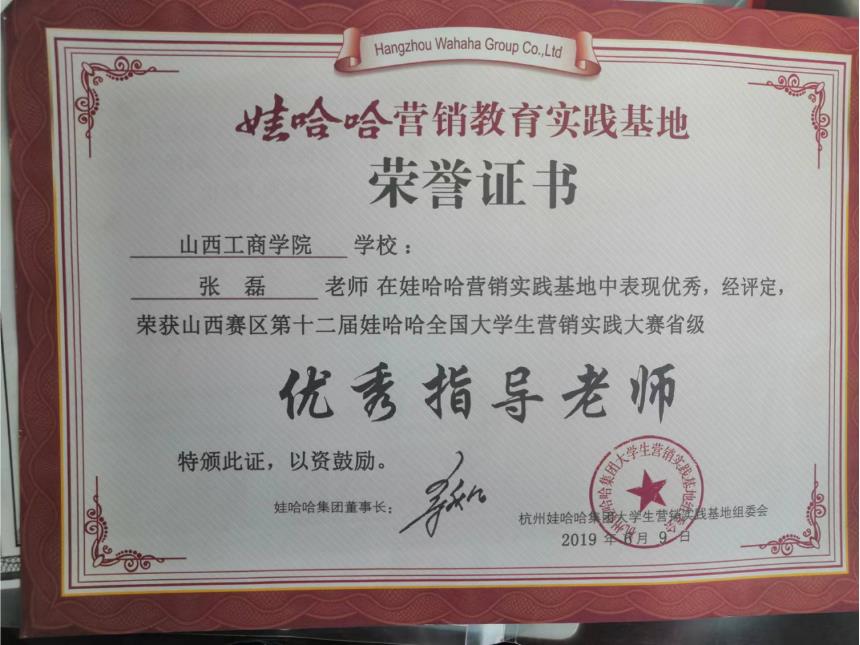 Hangzhou Wahaha Group Co.,Ltd
娃哈哈营销教育实践基地
荣誉证书
山西工商学院 学校：
张 磊 老师 在娃哈哈营销实践基地中表现优秀，经评定，
荣获山西赛区第十二届娃哈哈全国大学生营销实践大赛省级
优秀指导老师
特颁此证，以资鼓励。
娃哈哈集团董事长：
杭州娃哈哈集团大学生营销实践基地组委会
2019 年 6 月 9 日